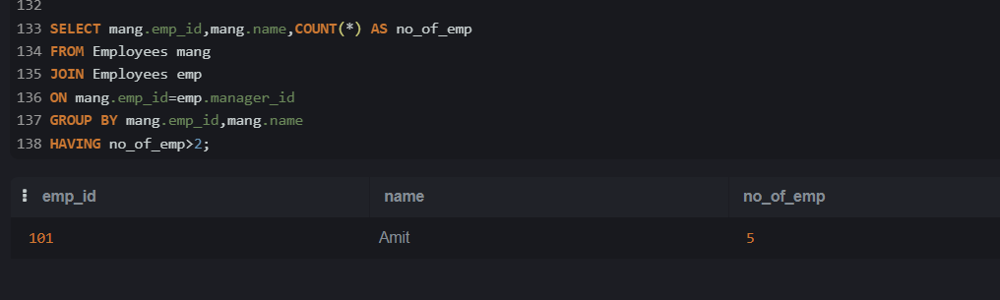 132
133 SELECT mang.emp_id,mang.name,COUNT(*) AS no_of_emp
134 FROM Employees mang
135 JOIN Employees emp
136 ON mang.emp_id=emp.manager_id
137 GROUP BY mang.emp_id,mang.name
138 HAVING no_of_emp>2;
emp_id name no_of_emp
101 Amit 5